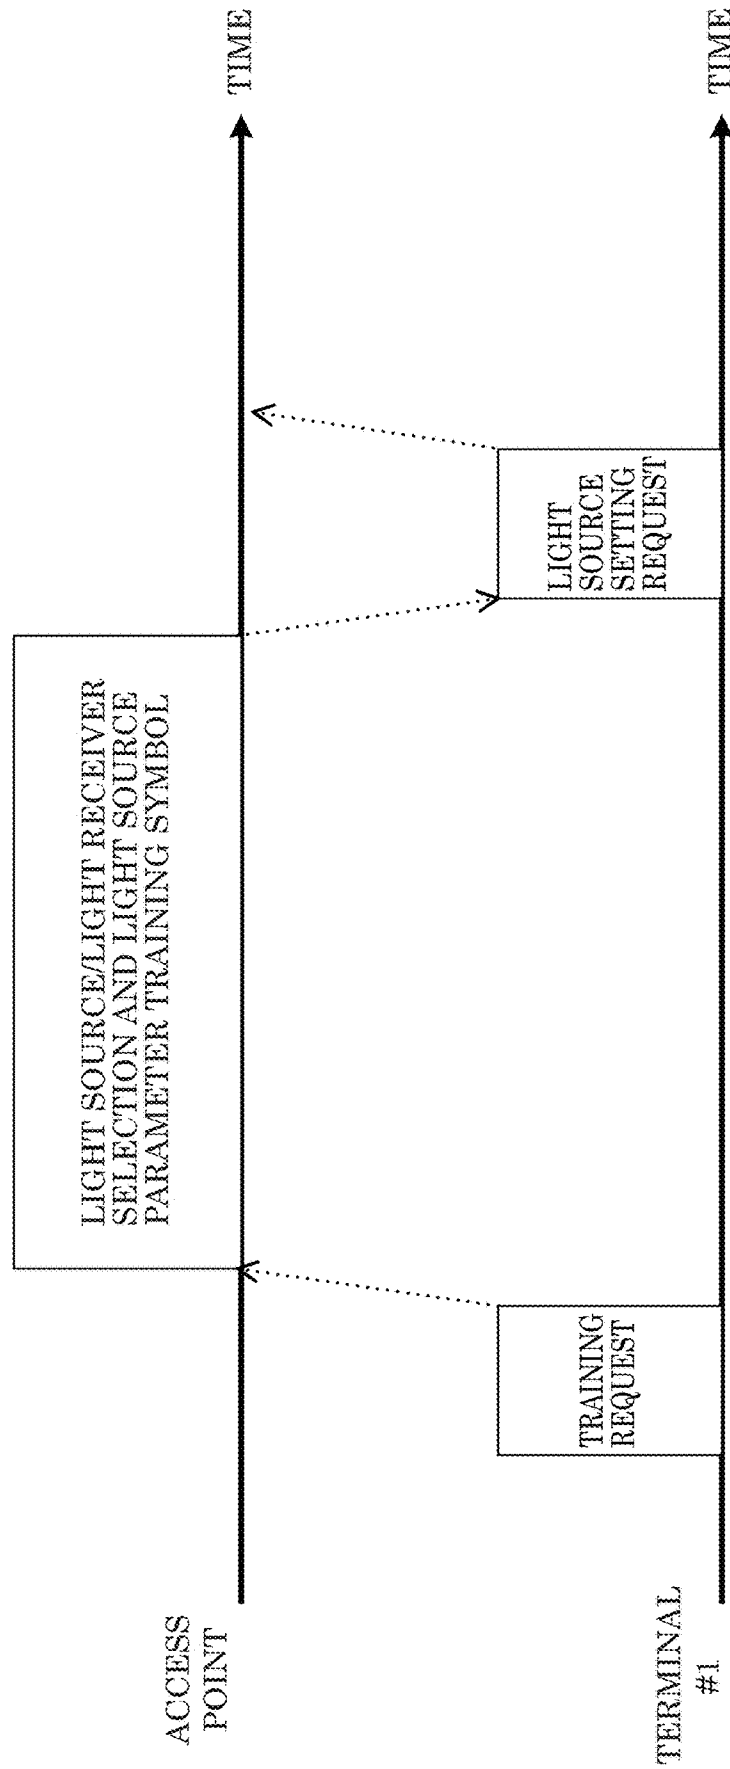 ACCESS
POINT
LIGHT SOURCE/LIGHT RECEIVER
SELECTION AND LIGHT SOURCE
PARAMETER TRAINING SYMBOL
TIME
TERMINAL
#1
TRAINING
REQUEST
LIGHT
SOURCE
SETTING
REQUEST
TIME